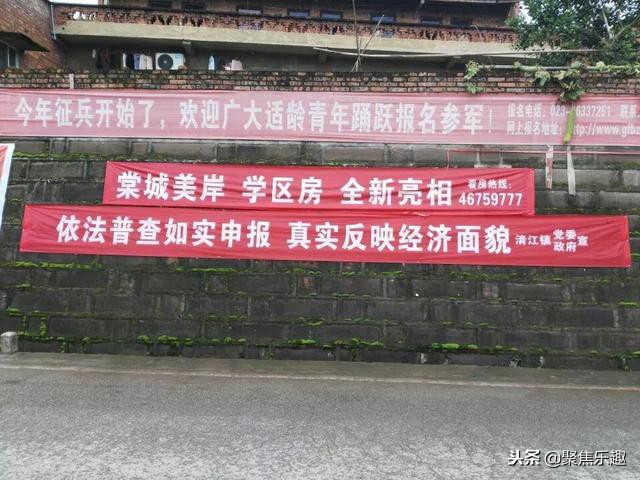 今年征兵开始了，欢迎广大适龄青年踊跃报名参军！
报名电话：023-
网上报名地址：http://www.gfbz
棠城美岸 学区房 全新亮相
看房热线：
46759777
依法普查如实申报 真实反映经济面貌
清江镇
党委
政府
宣
头条 @聚焦乐趣